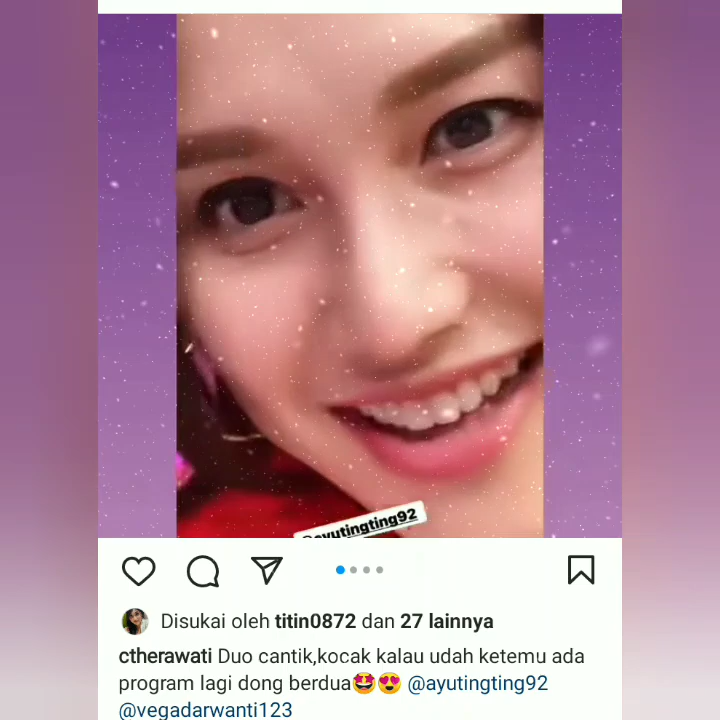 @ayutingting92
Disukai oleh titin0872 dan 27 lainnya
ctherawati Duo cantik,kocak kalau udah ketemu ada
program lagi dong berdua🤩😍 @ayutingting92
@vegadarwanti123